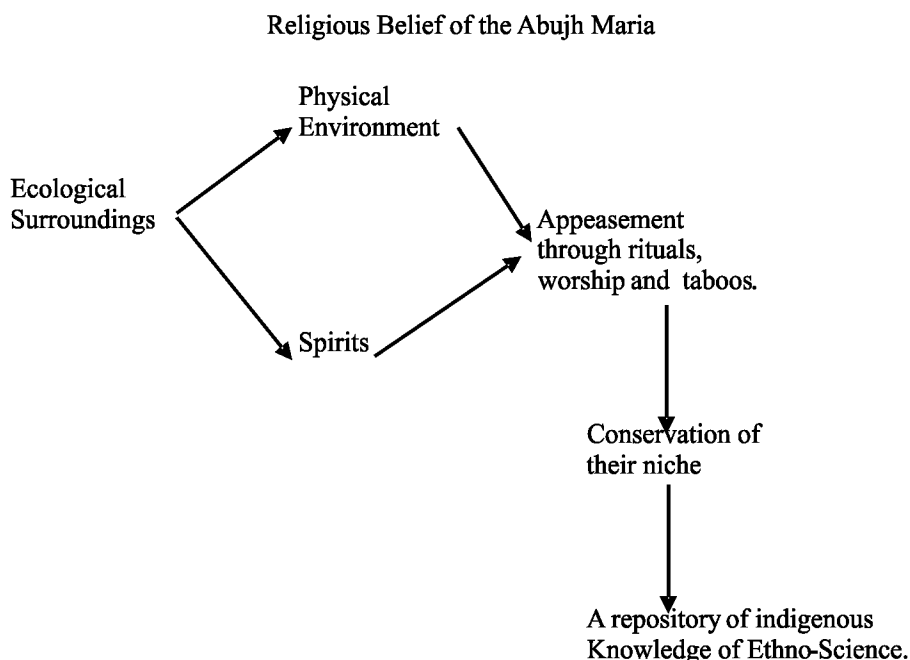 Religious Belief of the Abujh Maria
Physical
Environment
Ecological
Surroundings
Appeasement
through rituals,
worship and taboos.
Spirits
Conservation of
their niche
A repository of indigenous
Knowledge of Ethno-Science.